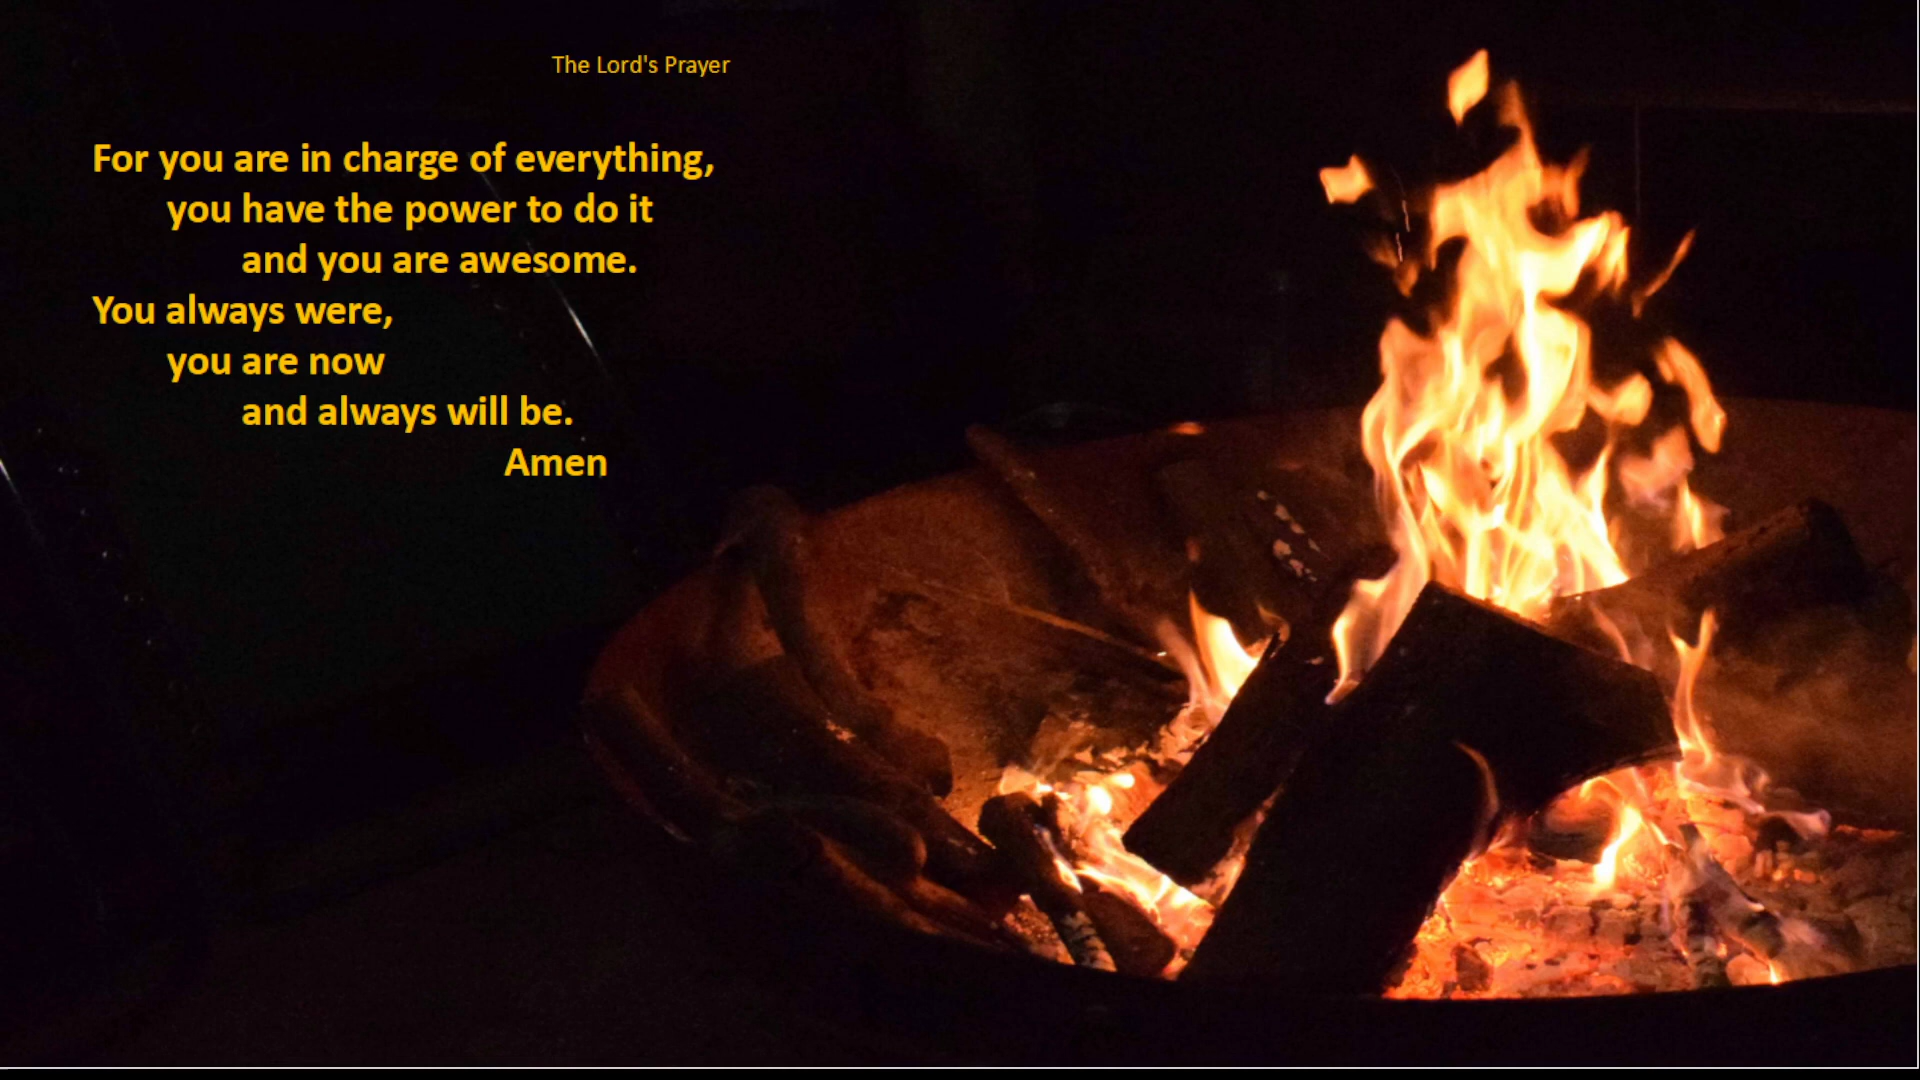 The Lord's Prayer
For you are in charge of everything,
you have the power to do it
and you are awesome.
You always were,
you are now
and always will be.
Amen